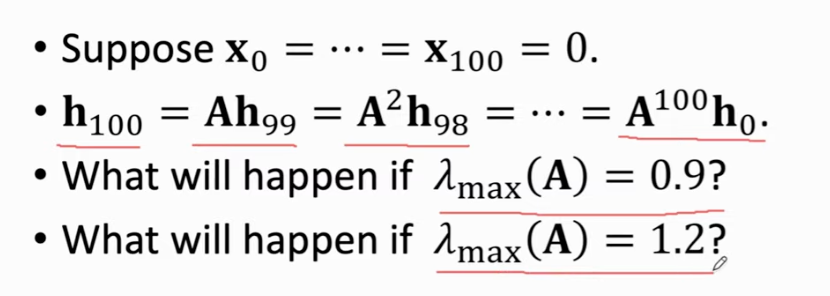 • Suppose 𝐱₀ = ⋯ = 𝐱₁₀₀ = 0.
• 𝐡₁₀₀ = 𝐀𝐡₉₉ = 𝐀²𝐡₉₈ = ⋯ = 𝐀¹⁰⁰𝐡₀.
• What will happen if λₘₐₓ(𝐀) = 0.9?
• What will happen if λₘₐₓ(𝐀) = 1.2?